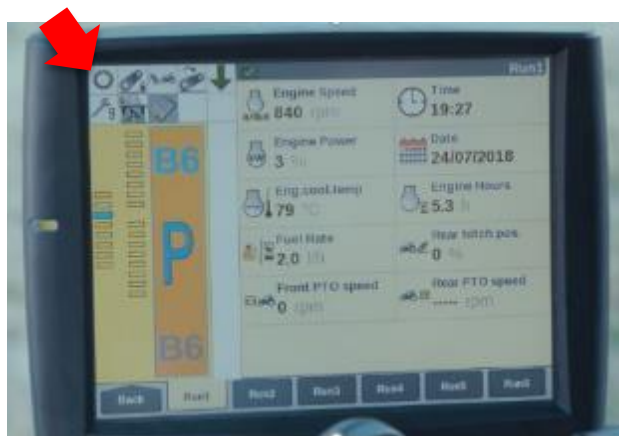 Run1
Engine Speed
840 rpm
Time
19:27
B6
Engine Power
3 %
Date
24/07/2018
Eng.cool.temp
79 °C
Engine Hours
5.3 h
P
Fuel Rate
2.0 l/h
Rear hitch pos.
0 %
Front PTO speed
0 rpm
Rear PTO speed
----- rpm
B6
Back
Run1
Run2
Run3
Run4
Run5
Run6